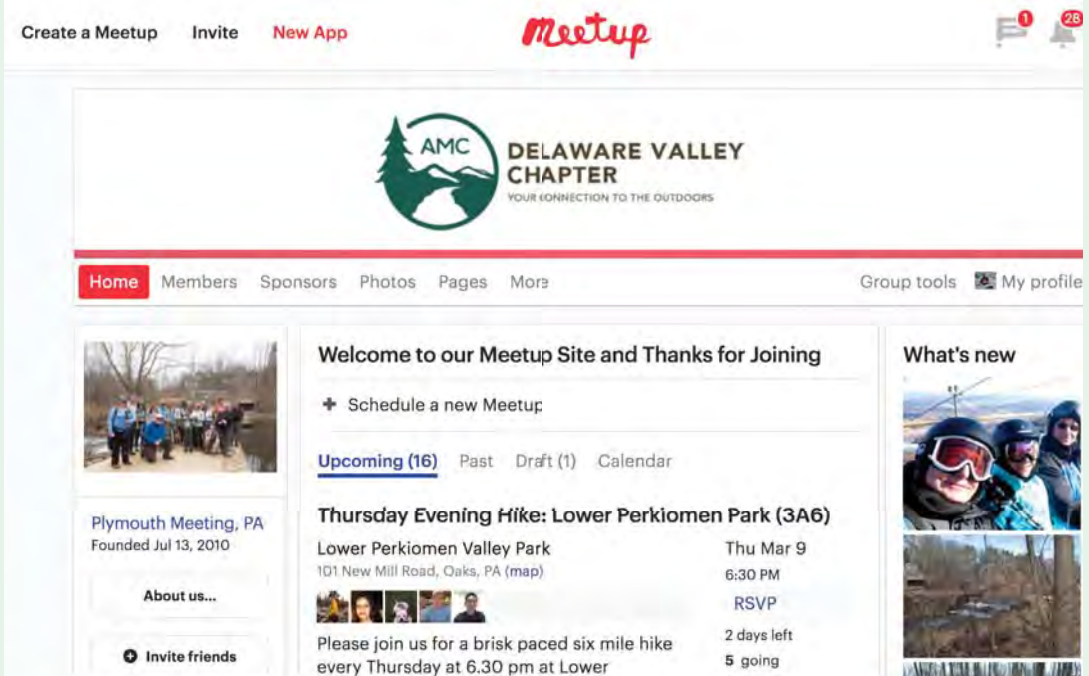 Create a Meetup Invite New App
Meetup
1
28
AMC
DELAWARE VALLEY
CHAPTER
YOUR CONNECTION TO THE OUTDOORS
Home Members Sponsors Photos Pages More
Group tools My profile
Plymouth Meeting, PA
Founded Jul 13, 2010
About us...
Invite friends
Welcome to our Meetup Site and Thanks for Joining
+ Schedule a new Meetup
Upcoming (16) Past Draft (1) Calendar
Thursday Evening Hike: Lower Perkiomen Park (3A6)
Lower Perkiomen Valley Park
101 New Mill Road, Oaks, PA (map)
Please join us for a brisk paced six mile hike
every Thursday at 6.30 pm at Lower
Thu Mar 9
6:30 PM
RSVP
2 days left
5 going
What's new